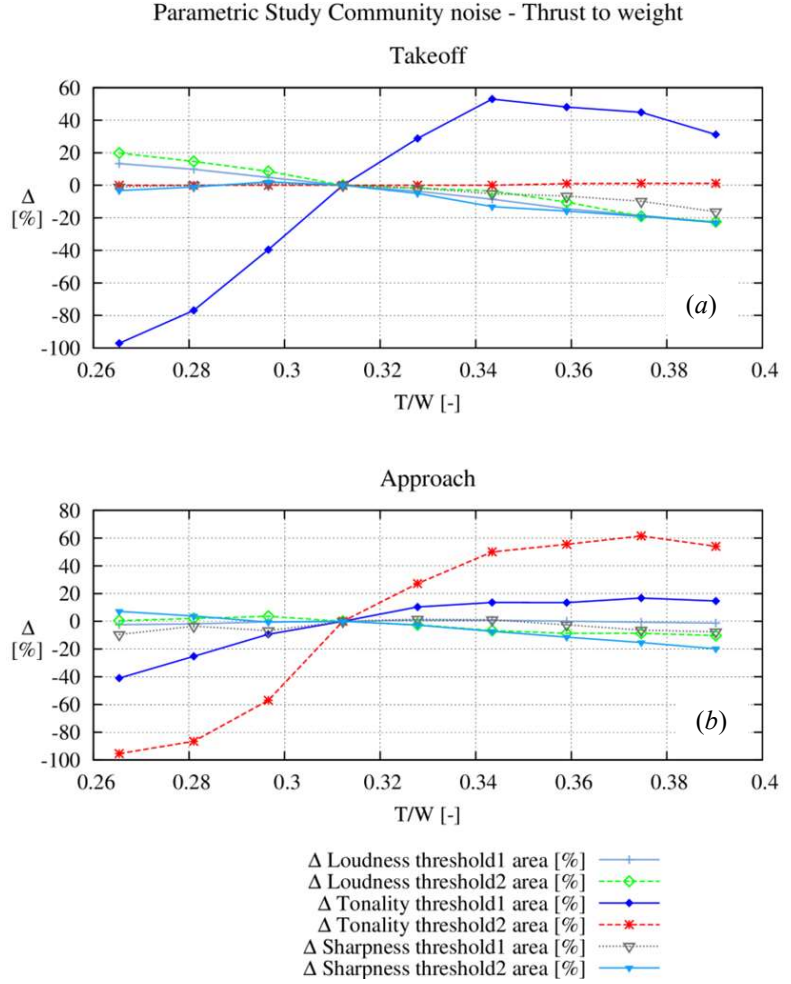 Parametric Study Community noise - Thrust to weight
Takeoff
60
40
20
0
-20
-40
-60
-80
-100
Δ
[%]
(a)
0.26 0.28 0.3 0.32 0.34 0.36 0.38 0.4
T/W [-]
Approach
80
60
40
20
0
-20
-40
-60
-80
-100
Δ
[%]
(b)
0.26 0.28 0.3 0.32 0.34 0.36 0.38 0.4
T/W [-]
Δ Loudness threshold1 area [%]
Δ Loudness threshold2 area [%]
Δ Tonality threshold1 area [%]
Δ Tonality threshold2 area [%]
Δ Sharpness threshold1 area [%]
Δ Sharpness threshold2 area [%]